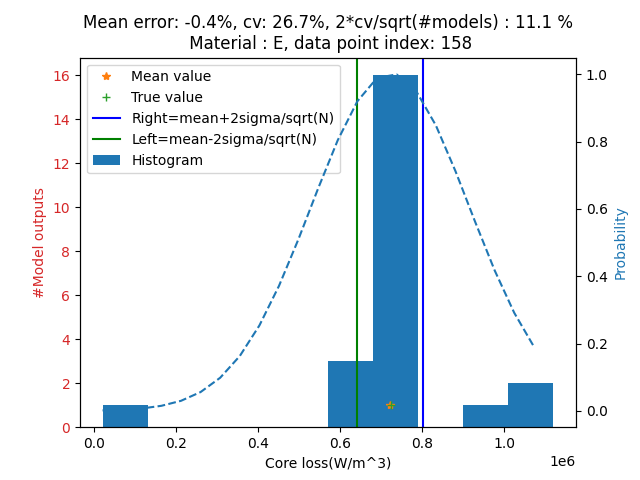 Mean error: -0.4%, cv: 26.7%, 2*cv/sqrt(#models) : 11.1 %
Material : E, data point index: 158
Mean value
True value
Right=mean+2sigma/sqrt(N)
Left=mean-2sigma/sqrt(N)
Histogram
16
14
12
10
8
6
4
2
0
#Model outputs
1.0
0.8
0.6
0.4
0.2
0.0
Probability
0.0 0.2 0.4 0.6 0.8 1.0
1e6
Core loss(W/m^3)